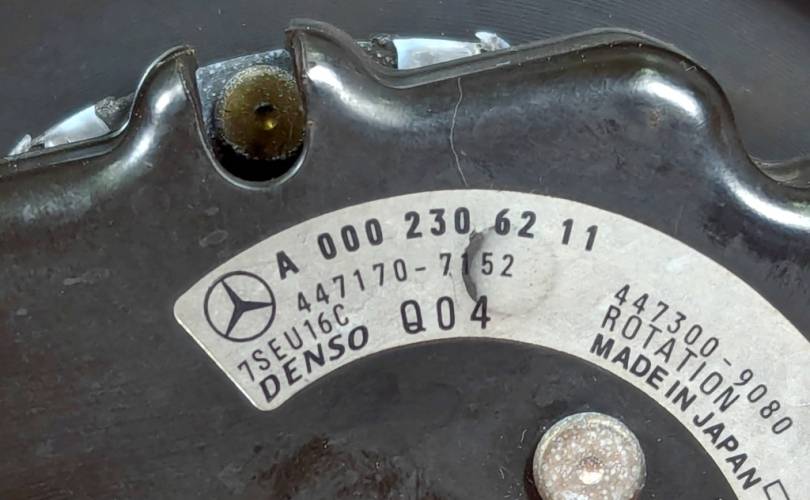 A 000 230 62 11
447170-7152
7SEU16C
DENSO
Q04
447300-9080
ROTATION
MADE IN JAPAN